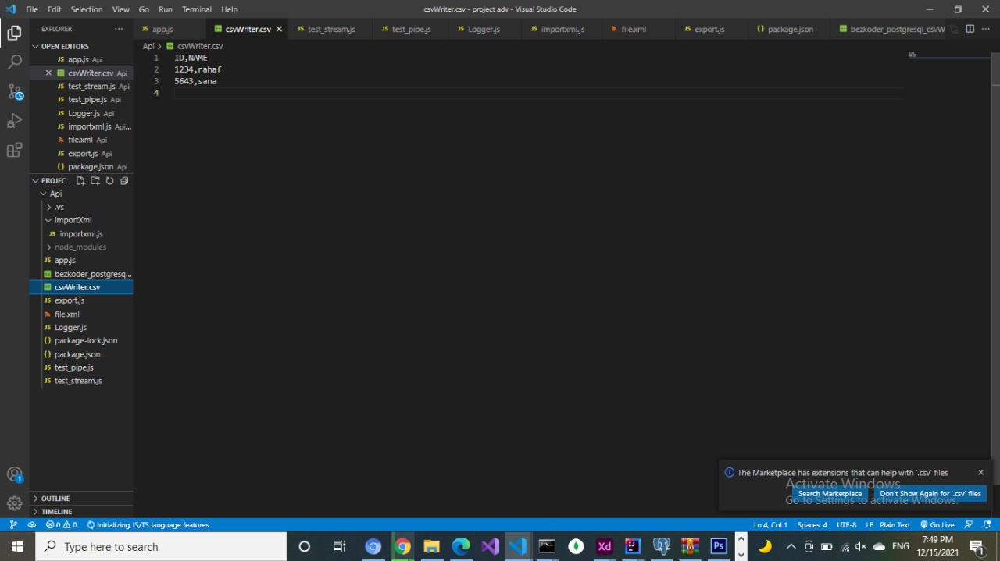 File Edit Selection View Go Run Terminal Help
csvWriter.csv - project adv - Visual Studio Code
EXPLORER
app.js csvWriter.csv test_stream.js test_pipe.js Logger.js importxml.js file.xml export.js package.json bezkoder_postgresql_csvW
OPEN EDITORS
app.js Api
csvWriter.csv Api
test_stream.js Api
test_pipe.js Api
Logger.js Api
importxml.js Api...
file.xml Api
export.js Api
package.json Api
PROJEC...
Api
.vs
importXml
importxml.js
node_modules
app.js
bezkoder_postgresq...
csvWriter.csv
export.js
file.xml
Logger.js
package-lock.json
package.json
test_pipe.js
test_stream.js
OUTLINE
TIMELINE
Api > csvWriter.csv
1 ID,NAME
2 1234,rahaf
3 5643,sana
4
The Marketplace has extensions that can help with '.csv' files
Search Marketplace Don't Show Again for '.csv' files
Activate Windows
Go to Settings to activate Windows.
0 0 Initializing JS/TS language features
Ln 4, Col 1 Spaces: 4 UTF-8 LF Plain Text Go Live
Type here to search
ENG
7:49 PM
12/15/2021